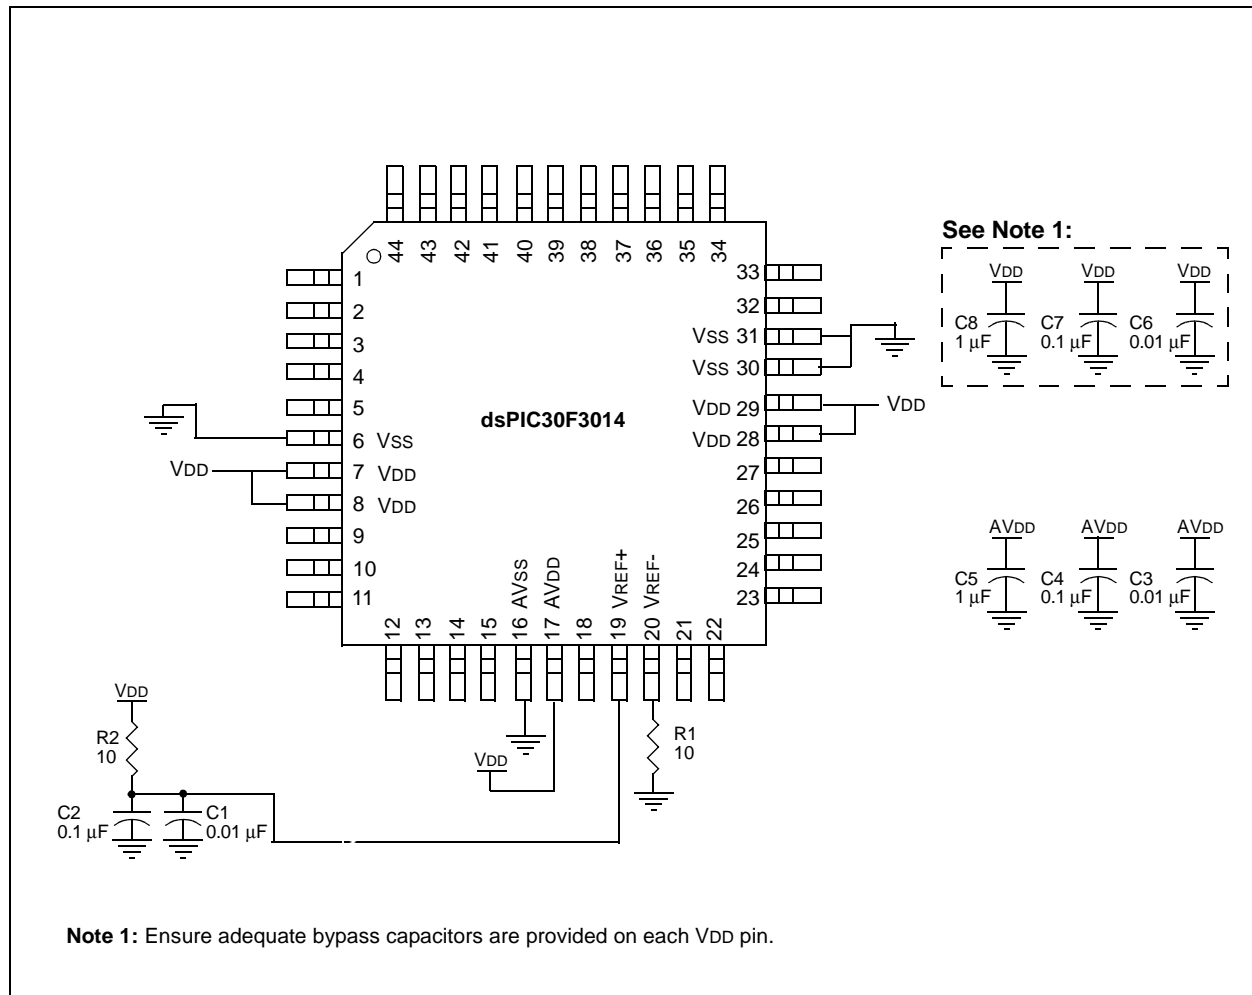 44 43 42 41 40 39 38 37 36 35 34
See Note 1:
VDD VDD VDD
C8 1 µF
C7 0.1 µF
C6 0.01 µF
1
2
3
4
5
6 VSS
7 VDD
8 VDD
9
10
11
VDD
dsPIC30F3014
33
32
VSS 31
VSS 30
VDD 29
VDD 28
27
26
25
24
23
VDD
AVDD AVDD AVDD
C5 1 µF
C4 0.1 µF
C3 0.01 µF
12 13 14 15 16 AVSS 17 AVDD 18 19 VREF+ 20 VREF- 21 22
VDD
R2
10
C2
0.1 µF
C1
0.01 µF
VDD
R1
10
Note 1: Ensure adequate bypass capacitors are provided on each VDD pin.